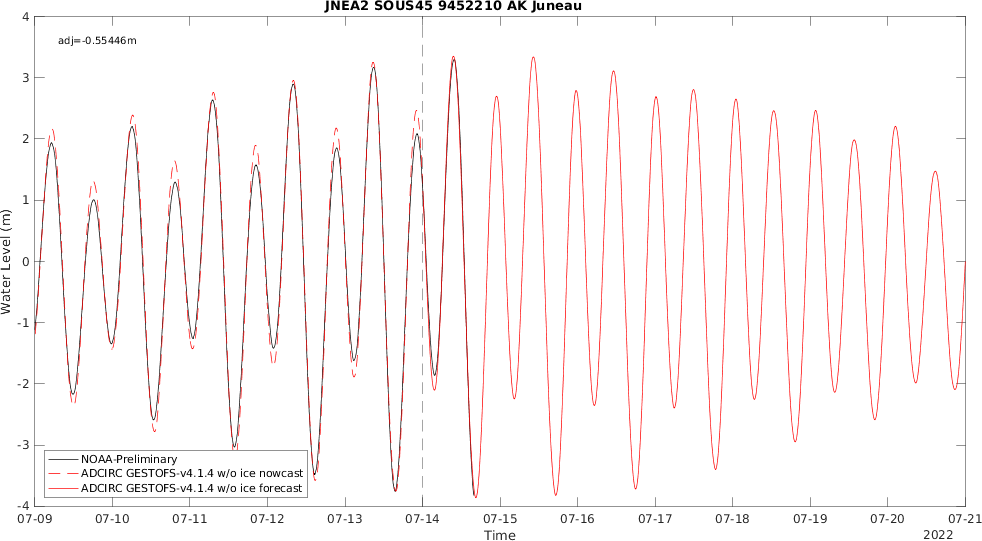 JNEA2 SOUS45 9452210 AK Juneau
adj=-0.55446m
4
3
2
1
0
-1
-2
-3
-4
Water Level (m)
NOAA-Preliminary
ADCIRC GESTOFS-v4.1.4 w/o ice nowcast
ADCIRC GESTOFS-v4.1.4 w/o ice forecast
07-09 07-10 07-11 07-12 07-13 07-14 07-15 07-16 07-17 07-18 07-19 07-20 07-21
Time
2022